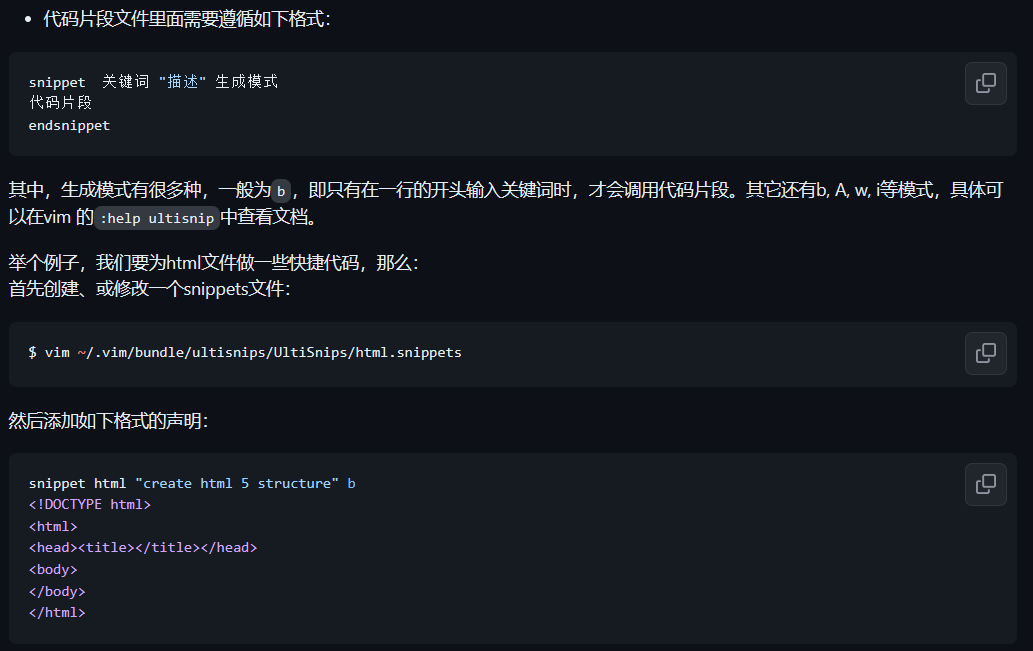 代码片段文件里面需要遵循如下格式：
snippet  关键词 "描述" 生成模式
代码片段
endsnippet
其中，生成模式有很多种，一般为 b ，即只有在一行的开头输入关键词时，才会调用代码片段。其它还有b, A, w, i等模式，具体可
以在vim 的 :help ultisnip 中查看文档。
举个例子，我们要为html文件做一些快捷代码，那么：
首先创建、或修改一个snippets文件：
$ vim ~/.vim/bundle/ultisnips/UltiSnips/html.snippets
然后添加如下格式的声明：
snippet html "create html 5 structure" b
<!DOCTYPE html>
<html>
<head><title></title></head>
<body>
</body>
</html>